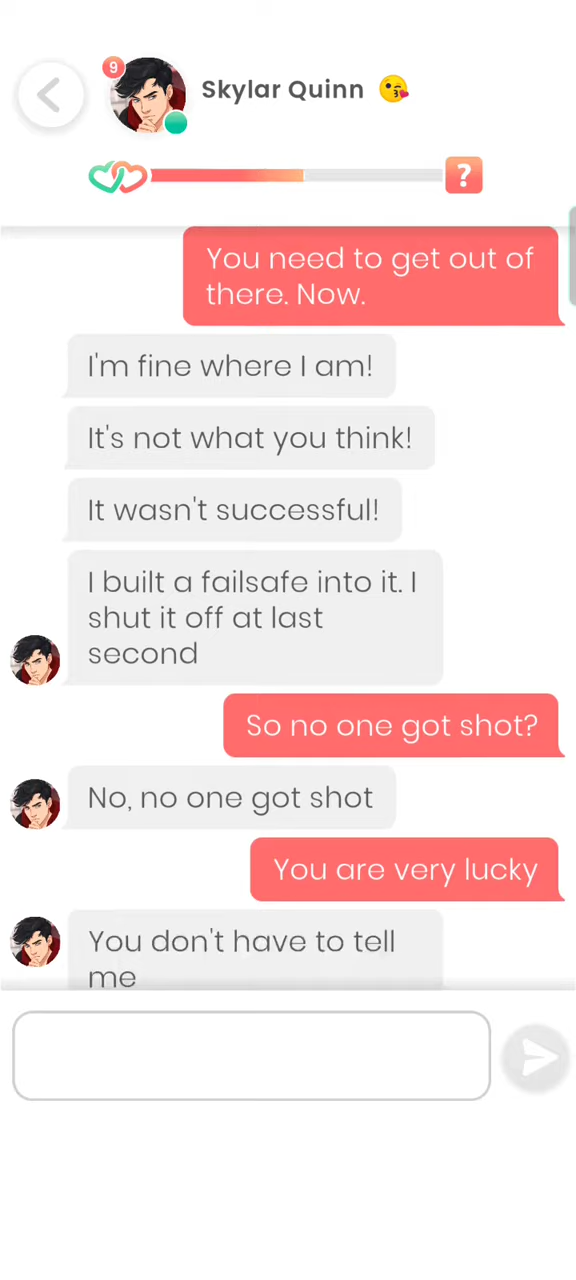 9
Skylar Quinn 😘
?
You need to get out of
there. Now.
I'm fine where I am!
It's not what you think!
It wasn't successful!
I built a failsafe into it. I
shut it off at last
second
So no one got shot?
No, no one got shot
You are very lucky
You don't have to tell
me